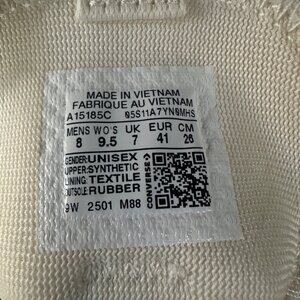 MADE IN VIETNAM
FABRIQUE AU VIETNAM
A15185C 05S11A7YN0MHS
MENS WO'S UK EUR CM
8 9.5 7 41 26
GENDER:UNISEX
UPPER:SYNTHETIC
LINING:TEXTILE
OUTSOLE:RUBBER
9W 2501 M88
CONVERSE